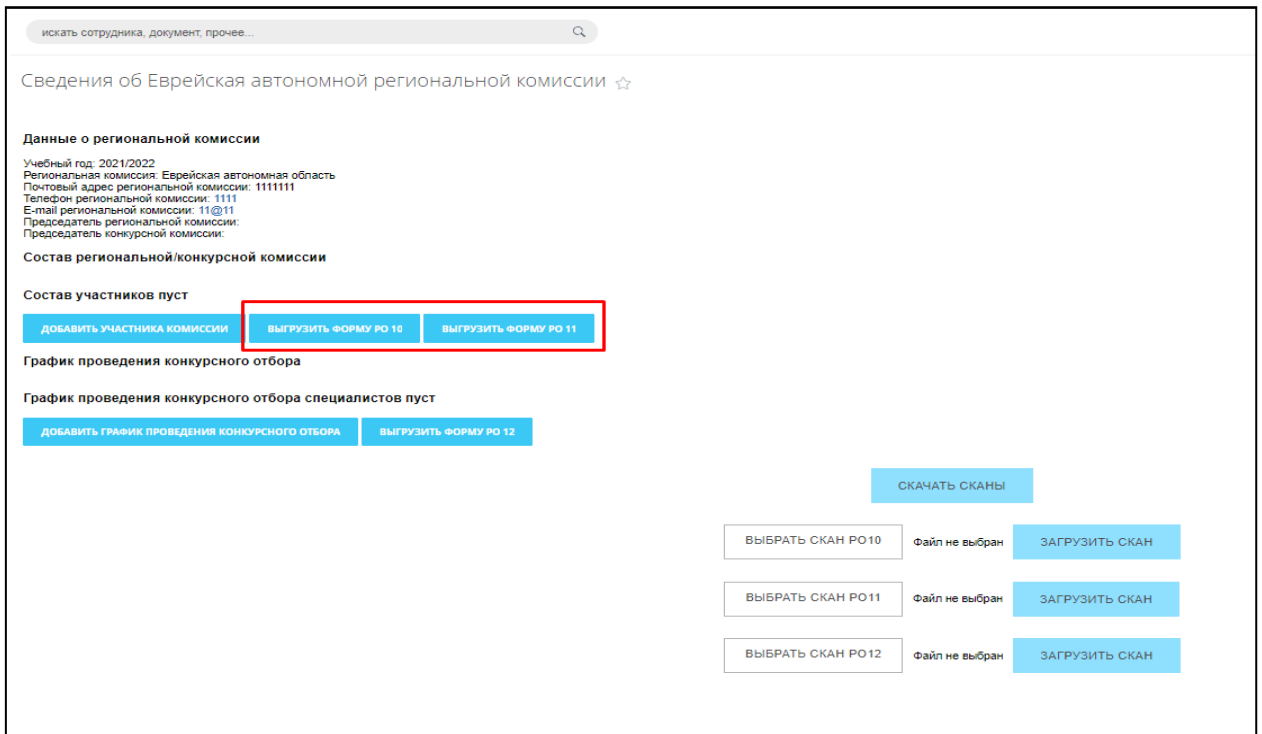 искать сотрудника, документ, прочее...
Сведения об Еврейская автономной региональной комиссии
Данные о региональной комиссии
Учебный год: 2021/2022
Региональная комиссия: Еврейская автономная область
Почтовый адрес региональной комиссии: 1111111
Телефон региональной комиссии: 1111
E-mail региональной комиссии: 11@11
Председатель региональной комиссии:
Председатель конкурсной комиссии:
Состав региональной/конкурсной комиссии
Состав участников пуст
ДОБАВИТЬ УЧАСТНИКА КОМИССИИ ВЫГРУЗИТЬ ФОРМУ РО 10 ВЫГРУЗИТЬ ФОРМУ РО 11
График проведения конкурсного отбора
График проведения конкурсного отбора специалистов пуст
ДОБАВИТЬ ГРАФИК ПРОВЕДЕНИЯ КОНКУРСНОГО ОТБОРА ВЫГРУЗИТЬ ФОРМУ РО 12
СКАЧАТЬ СКАНЫ
ВЫБРАТЬ СКАН РО10 Файл не выбран ЗАГРУЗИТЬ СКАН
ВЫБРАТЬ СКАН РО11 Файл не выбран ЗАГРУЗИТЬ СКАН
ВЫБРАТЬ СКАН РО12 Файл не выбран ЗАГРУЗИТЬ СКАН